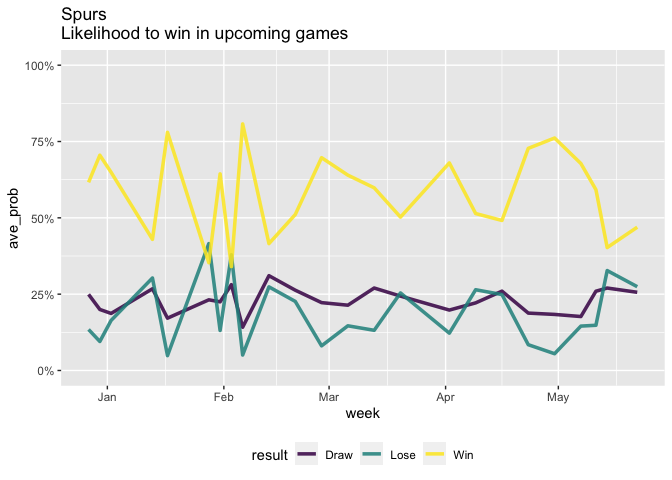 Spurs
Likelihood to win in upcoming games
100%
75%
50%
25%
0%
ave_prob
Jan Feb Mar Apr May
week
result Draw Lose Win